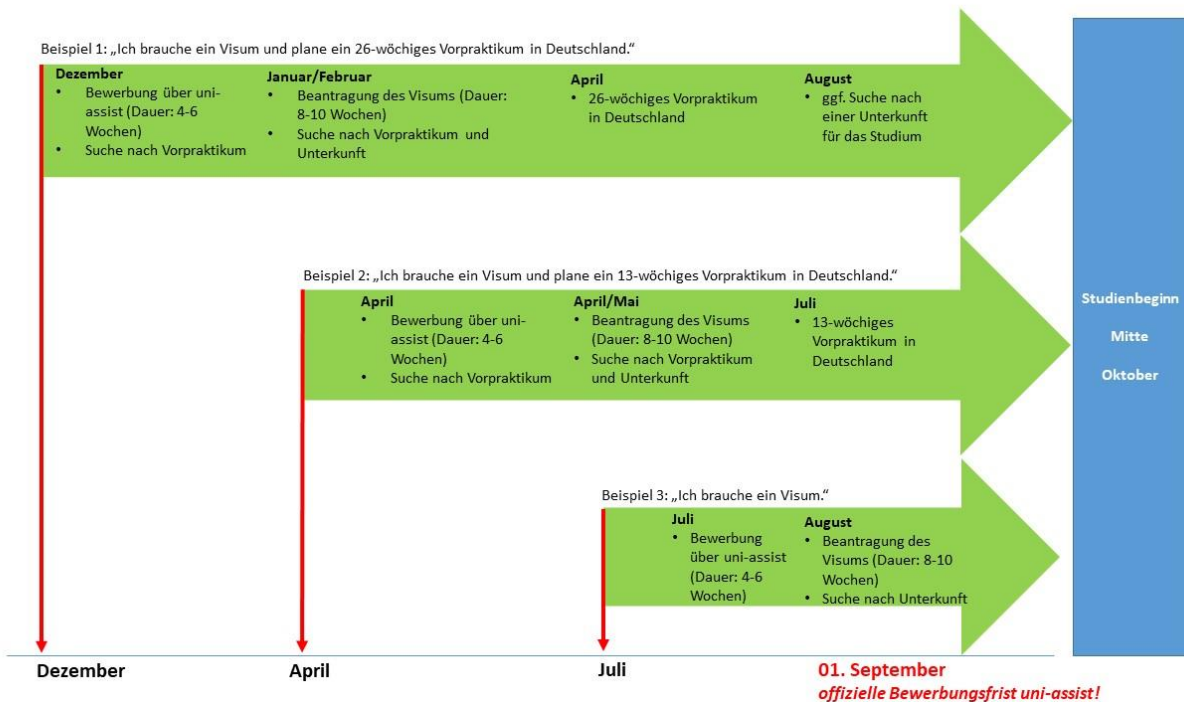 Beispiel 1: „Ich brauche ein Visum und plane ein 26-wöchiges Vorpraktikum in Deutschland.“
Dezember
• Bewerbung über uni-
assist (Dauer: 4-6
Wochen)
• Suche nach Vorpraktikum
Januar/Februar
• Beantragung des Visums (Dauer:
8-10 Wochen)
• Suche nach Vorpraktikum und
Unterkunft
April
• 26-wöchiges Vorpraktikum
in Deutschland
August
• ggf. Suche nach
einer Unterkunft
für das Studium
Beispiel 2: „Ich brauche ein Visum und plane ein 13-wöchiges Vorpraktikum in Deutschland.“
April
• Bewerbung über uni-
assist (Dauer: 4-6
Wochen)
• Suche nach Vorpraktikum
April/Mai
• Beantragung des Visums
(Dauer: 8-10 Wochen)
• Suche nach Vorpraktikum
und Unterkunft
Juli
• 13-wöchiges
Vorpraktikum in
Deutschland
Studienbeginn
Mitte
Oktober
Beispiel 3: „Ich brauche ein Visum.“
Juli
• Bewerbung
über uni-assist
(Dauer: 4-6
Wochen)
August
• Beantragung des
Visums (Dauer: 8-10
Wochen)
• Suche nach Unterkunft
Dezember
April
Juli
01. September
offizielle Bewerbungsfrist uni-assist!